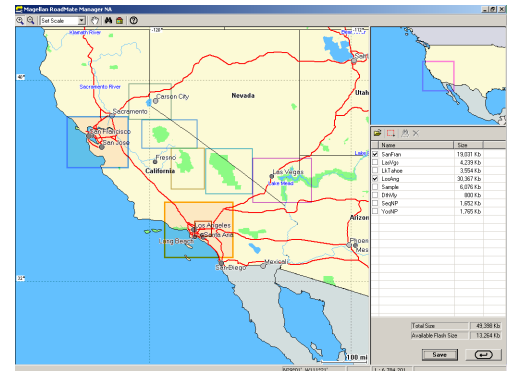 Magellan RoadMate Manager NA
Set Scale
Klamath River
-120°
40°
Sacramento River
Carson City
Nevada
Utah
Sacramento
San Francisco
San Jose
Fresno
California
Las Vegas
Lake Mead
Los Angeles
Santa Ana
Long Beach
San Diego
Mexicali
100 mi
Name Size
SanFran 19,031 Kb
LasVgs 4,239 Kb
LkTahoe 3,554 Kb
LosAng 30,367 Kb
Sample 6,076 Kb
DthVly 800 Kb
SeqNP 1,652 Kb
YosNP 1,765 Kb
Total Size 49,398 Kb
Available Flash Size 13,264 Kb
Save